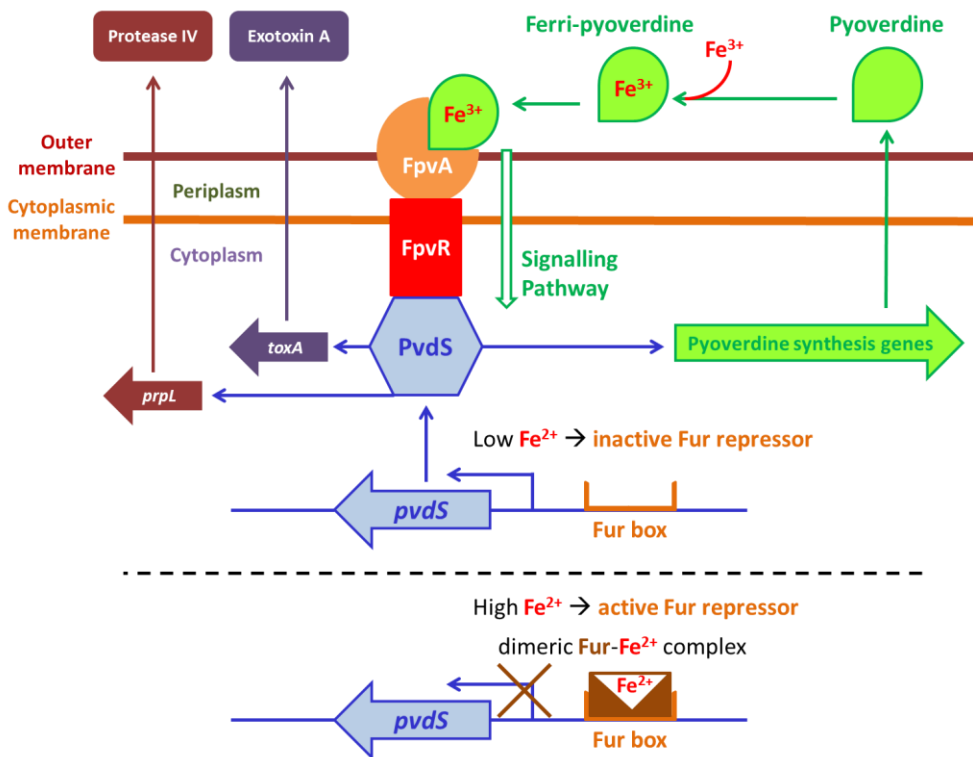 Protease IV
Exotoxin A
Ferri-pyoverdine
Pyoverdine
Fe³⁺
Fe³⁺
Fe³⁺
Outer
membrane
FpvA
Periplasm
Cytoplasmic
membrane
Cytoplasm
FpvR
Signalling
Pathway
toxA
PvdS
Pyoverdine synthesis genes
prpL
Low Fe²⁺ → inactive Fur repressor
pvdS
Fur box
High Fe²⁺ → active Fur repressor
dimeric Fur-Fe²⁺ complex
Fe²⁺
pvdS
Fur box